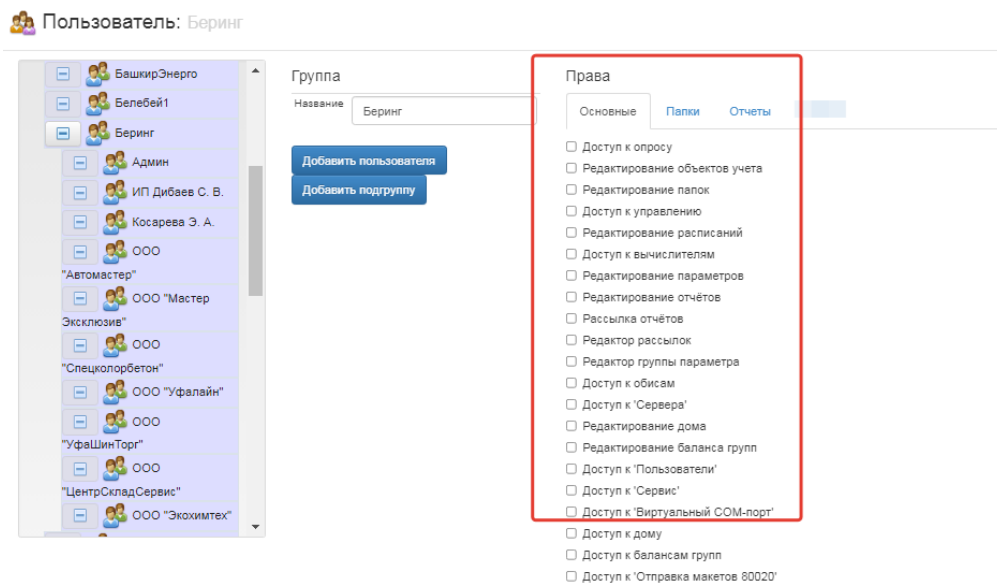 Пользователь: Беринг
БашкирЭнерго
Белебей1
Беринг
Админ
ИП Дибаев С. В.
Косарева Э. А.
ООО
"Автомастер"
ООО "Мастер
Эксклюзив"
ООО
"Спецколорбетон"
ООО "Уфалайн"
ООО
"УфаШинТорг"
ООО
"ЦентрСкладСервис"
ООО "Экохимтех"
Группа
Название
Беринг
Добавить пользователя
Добавить подгруппу
Права
Основные Папки Отчеты
Доступ к опросу
Редактирование объектов учета
Редактирование папок
Доступ к управлению
Редактирование расписаний
Доступ к вычислителям
Редактирование параметров
Редактирование отчётов
Рассылка отчётов
Редактор рассылок
Редактор группы параметра
Доступ к обисам
Доступ к 'Сервера'
Редактирование дома
Редактирование баланса групп
Доступ к 'Пользователи'
Доступ к 'Сервис'
Доступ к 'Виртуальный COM-порт'
Доступ к дому
Доступ к балансам групп
Доступ к 'Отправка макетов 80020'